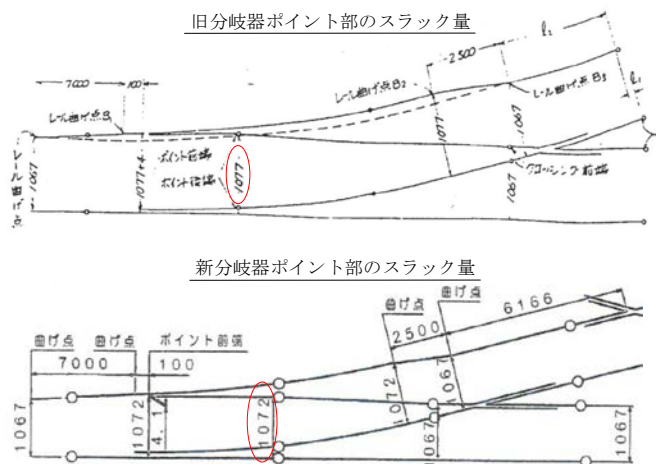 旧分岐器ポイント部のスラック量
7000
100
2500
l₂
l₁
レール曲げ点B₁
レール曲げ点B₂
レール曲げ点B₃
1067
1077+4
ポイント前端
ポイント後端
1077
1077
1067
1067
クロッシング前端
新分岐器ポイント部のスラック量
曲げ点
曲げ点
ポイント前端
曲げ点
曲げ点
2500
6166
7000
100
1067
1072
4.1
1072
1072
1067
1067
1067